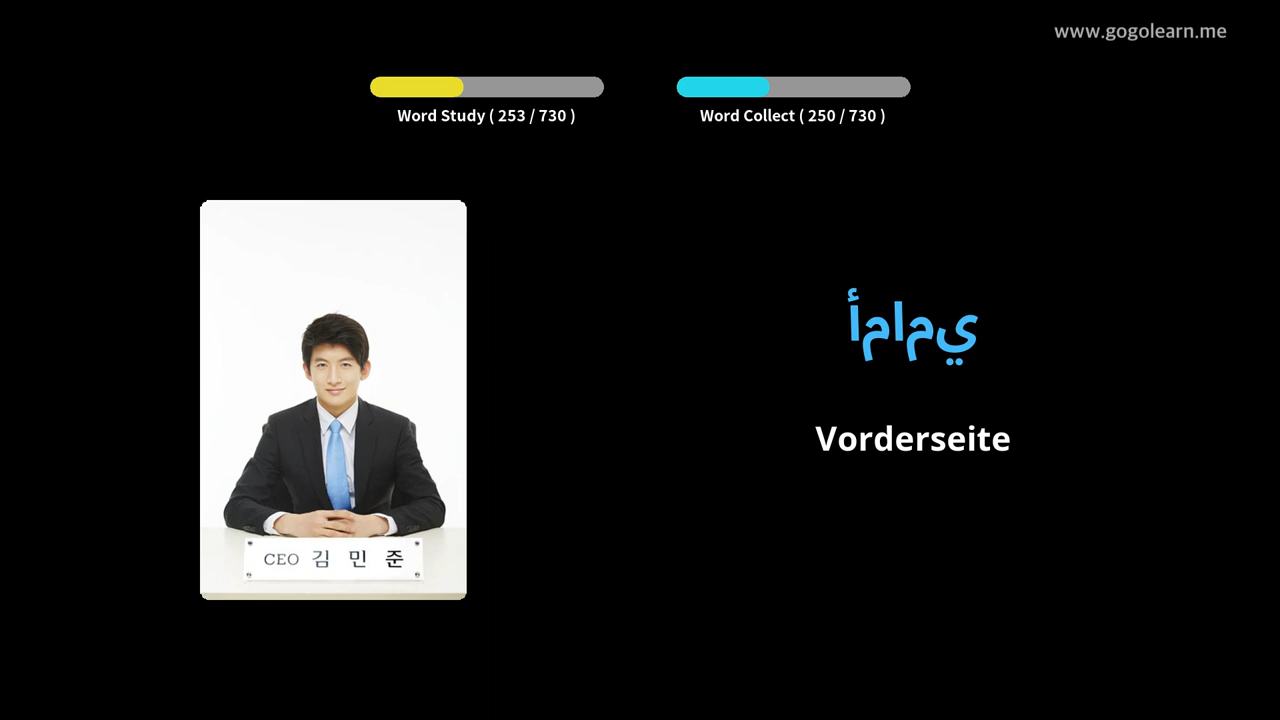 www.gogolearn.me
Word Study ( 253 / 730 )
Word Collect ( 250 / 730 )
أمامي
Vorderseite
CEO 김 민 준